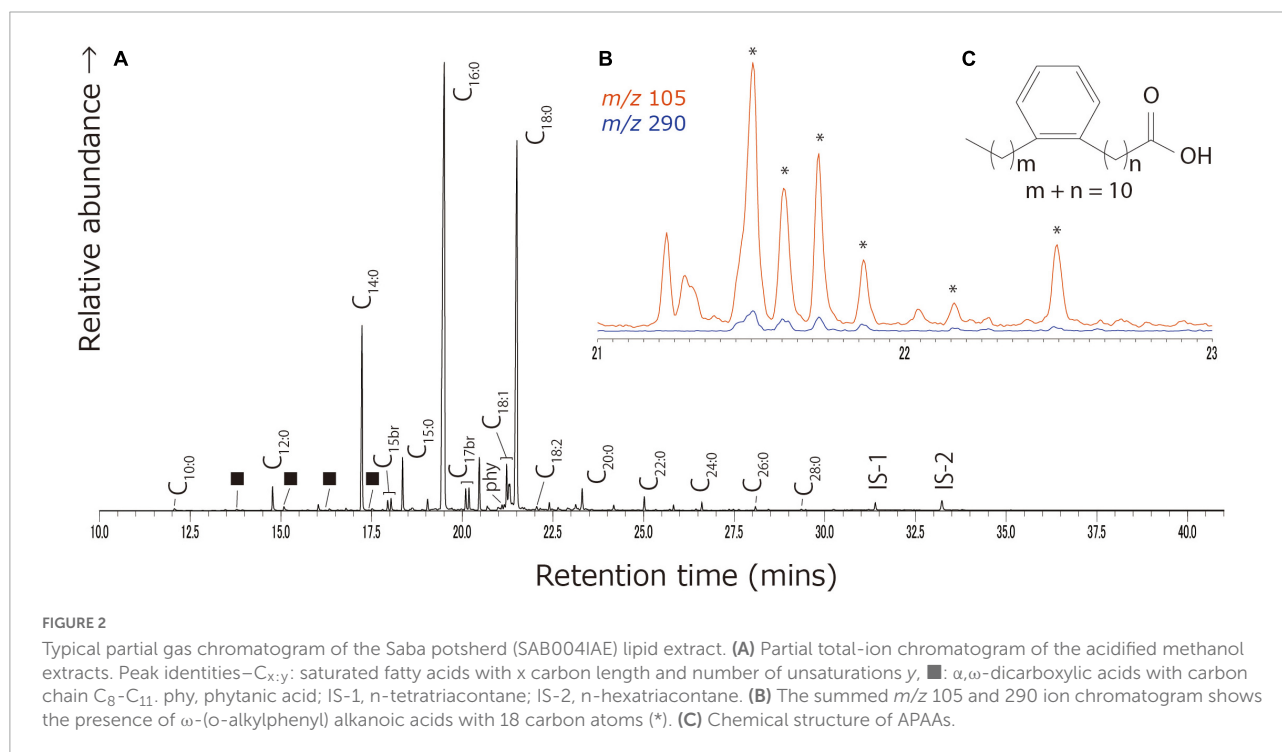 A
Relative abundance →
C10:0
■
C12:0
■
■
C14:0
■
C15br
C15:0
C16:0
C17br
phy
C18:1
C18:0
C18:2
C20:0
C22:0
C24:0
C26:0
C28:0
IS-1
IS-2
10.0 15.0 17.5 20.0 22.5 25.0 27.5 30.0 32.5 35.0 37.5 40.0
Retention time (mins)
B
m/z 105
m/z 290
*
*
*
*
*
*
21 22 23
C
O
OH
m
n
m + n = 10
FIGURE 2
Typical partial gas chromatogram of the Saba potsherd (SAB004IAE) lipid extract. (A) Partial total-ion chromatogram of the acidified methanol
extracts. Peak identities–Cx:y: saturated fatty acids with x carbon length and number of unsaturations y, ■: α,ω-dicarboxylic acids with carbon
chain C8-C11. phy, phytanic acid; IS-1, n-tetratriacontane; IS-2, n-hexatriacontane. (B) The summed m/z 105 and 290 ion chromatogram shows
the presence of ω-(o-alkylphenyl) alkanoic acids with 18 carbon atoms (*). (C) Chemical structure of APAAs.